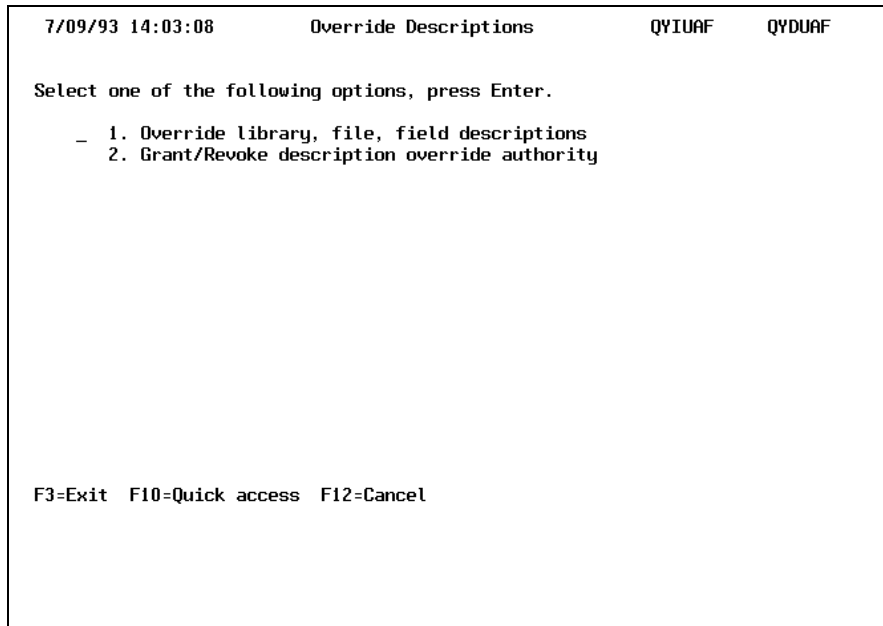 7/09/93 14:03:08 Override Descriptions QYIUAF QYDUAF
Select one of the following options, press Enter.
_ 1. Override library, file, field descriptions
2. Grant/Revoke description override authority
F3=Exit F10=Quick access F12=Cancel